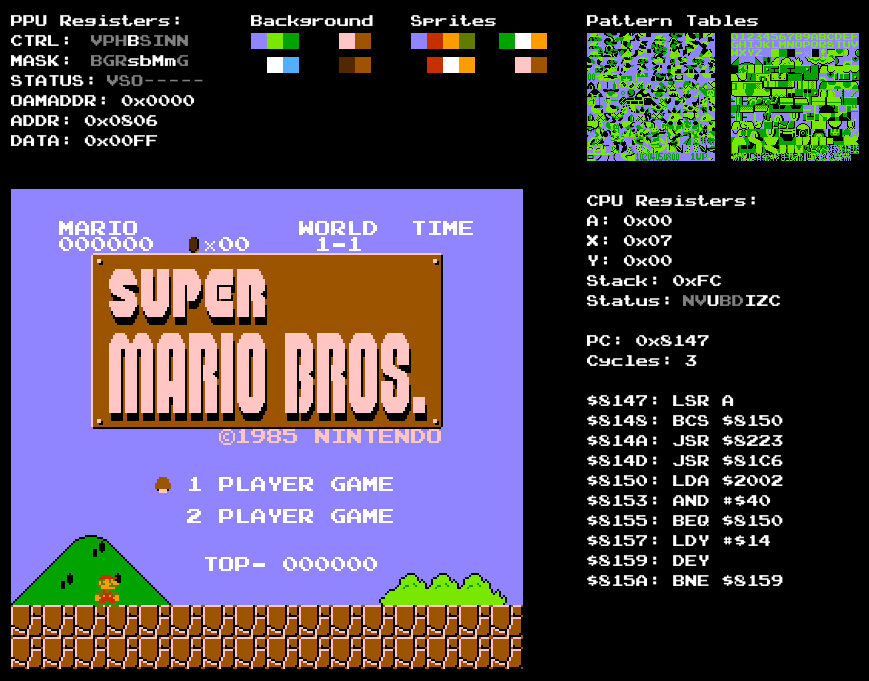 PPU Registers:
CTRL: VPHBSINN
MASK: BGRsbMmG
STATUS: VSO-----
OAMADDR: 0x0000
ADDR: 0x0806
DATA: 0x00FF
Background
Sprites
Pattern Tables
MARIO WORLD TIME
000000 ×00 1-1
SUPER
MARIO BROS.
©1985 NINTENDO
1 PLAYER GAME
2 PLAYER GAME
TOP- 000000
CPU Registers:
A: 0x00
X: 0x07
Y: 0x00
Stack: 0xFC
Status: NVUBDIZC
PC: 0x8147
Cycles: 3
$8147: LSR A
$8148: BCS $8150
$814A: JSR $8223
$814D: JSR $81C6
$8150: LDA $2002
$8153: AND #$40
$8155: BEQ $8150
$8157: LDY #$14
$8159: DEY
$815A: BNE $8159